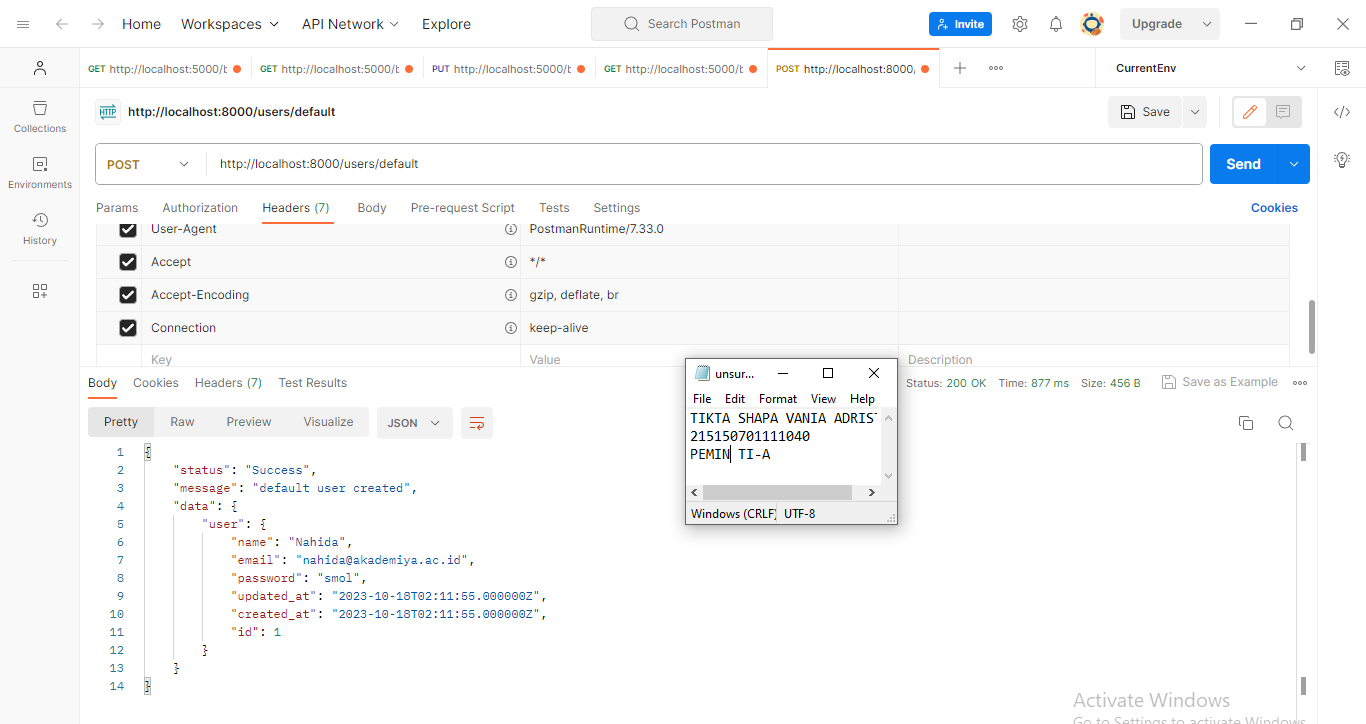 Home Workspaces API Network Explore Search Postman Invite Upgrade
GET http://localhost:5000/b GET http://localhost:5000/b PUT http://localhost:5000/b GET http://localhost:5000/b POST http://localhost:8000, CurrentEnv
Collections
Environments
History
HTTP http://localhost:8000/users/default Save
POST http://localhost:8000/users/default Send
Params Authorization Headers (7) Body Pre-request Script Tests Settings Cookies
User-Agent PostmanRuntime/7.33.0
Accept */*
Accept-Encoding gzip, deflate, br
Connection keep-alive
Key Value Description
Body Cookies Headers (7) Test Results Status: 200 OK Time: 877 ms Size: 456 B Save as Example
Pretty Raw Preview Visualize JSON
1 {
2 "status": "Success",
3 "message": "default user created",
4 "data": {
5 "user": {
6 "name": "Nahida",
7 "email": "nahida@akademiya.ac.id",
8 "password": "smol",
9 "updated_at": "2023-10-18T02:11:55.000000Z",
10 "created_at": "2023-10-18T02:11:55.000000Z",
11 "id": 1
12 }
13 }
14 }
unsur...
File Edit Format View Help
TIKTA SHAPA VANIA ADRIST
215150701111040
PEMIN TI-A
Windows (CRLF) UTF-8
Activate Windows
Go to Settings to activate Windows